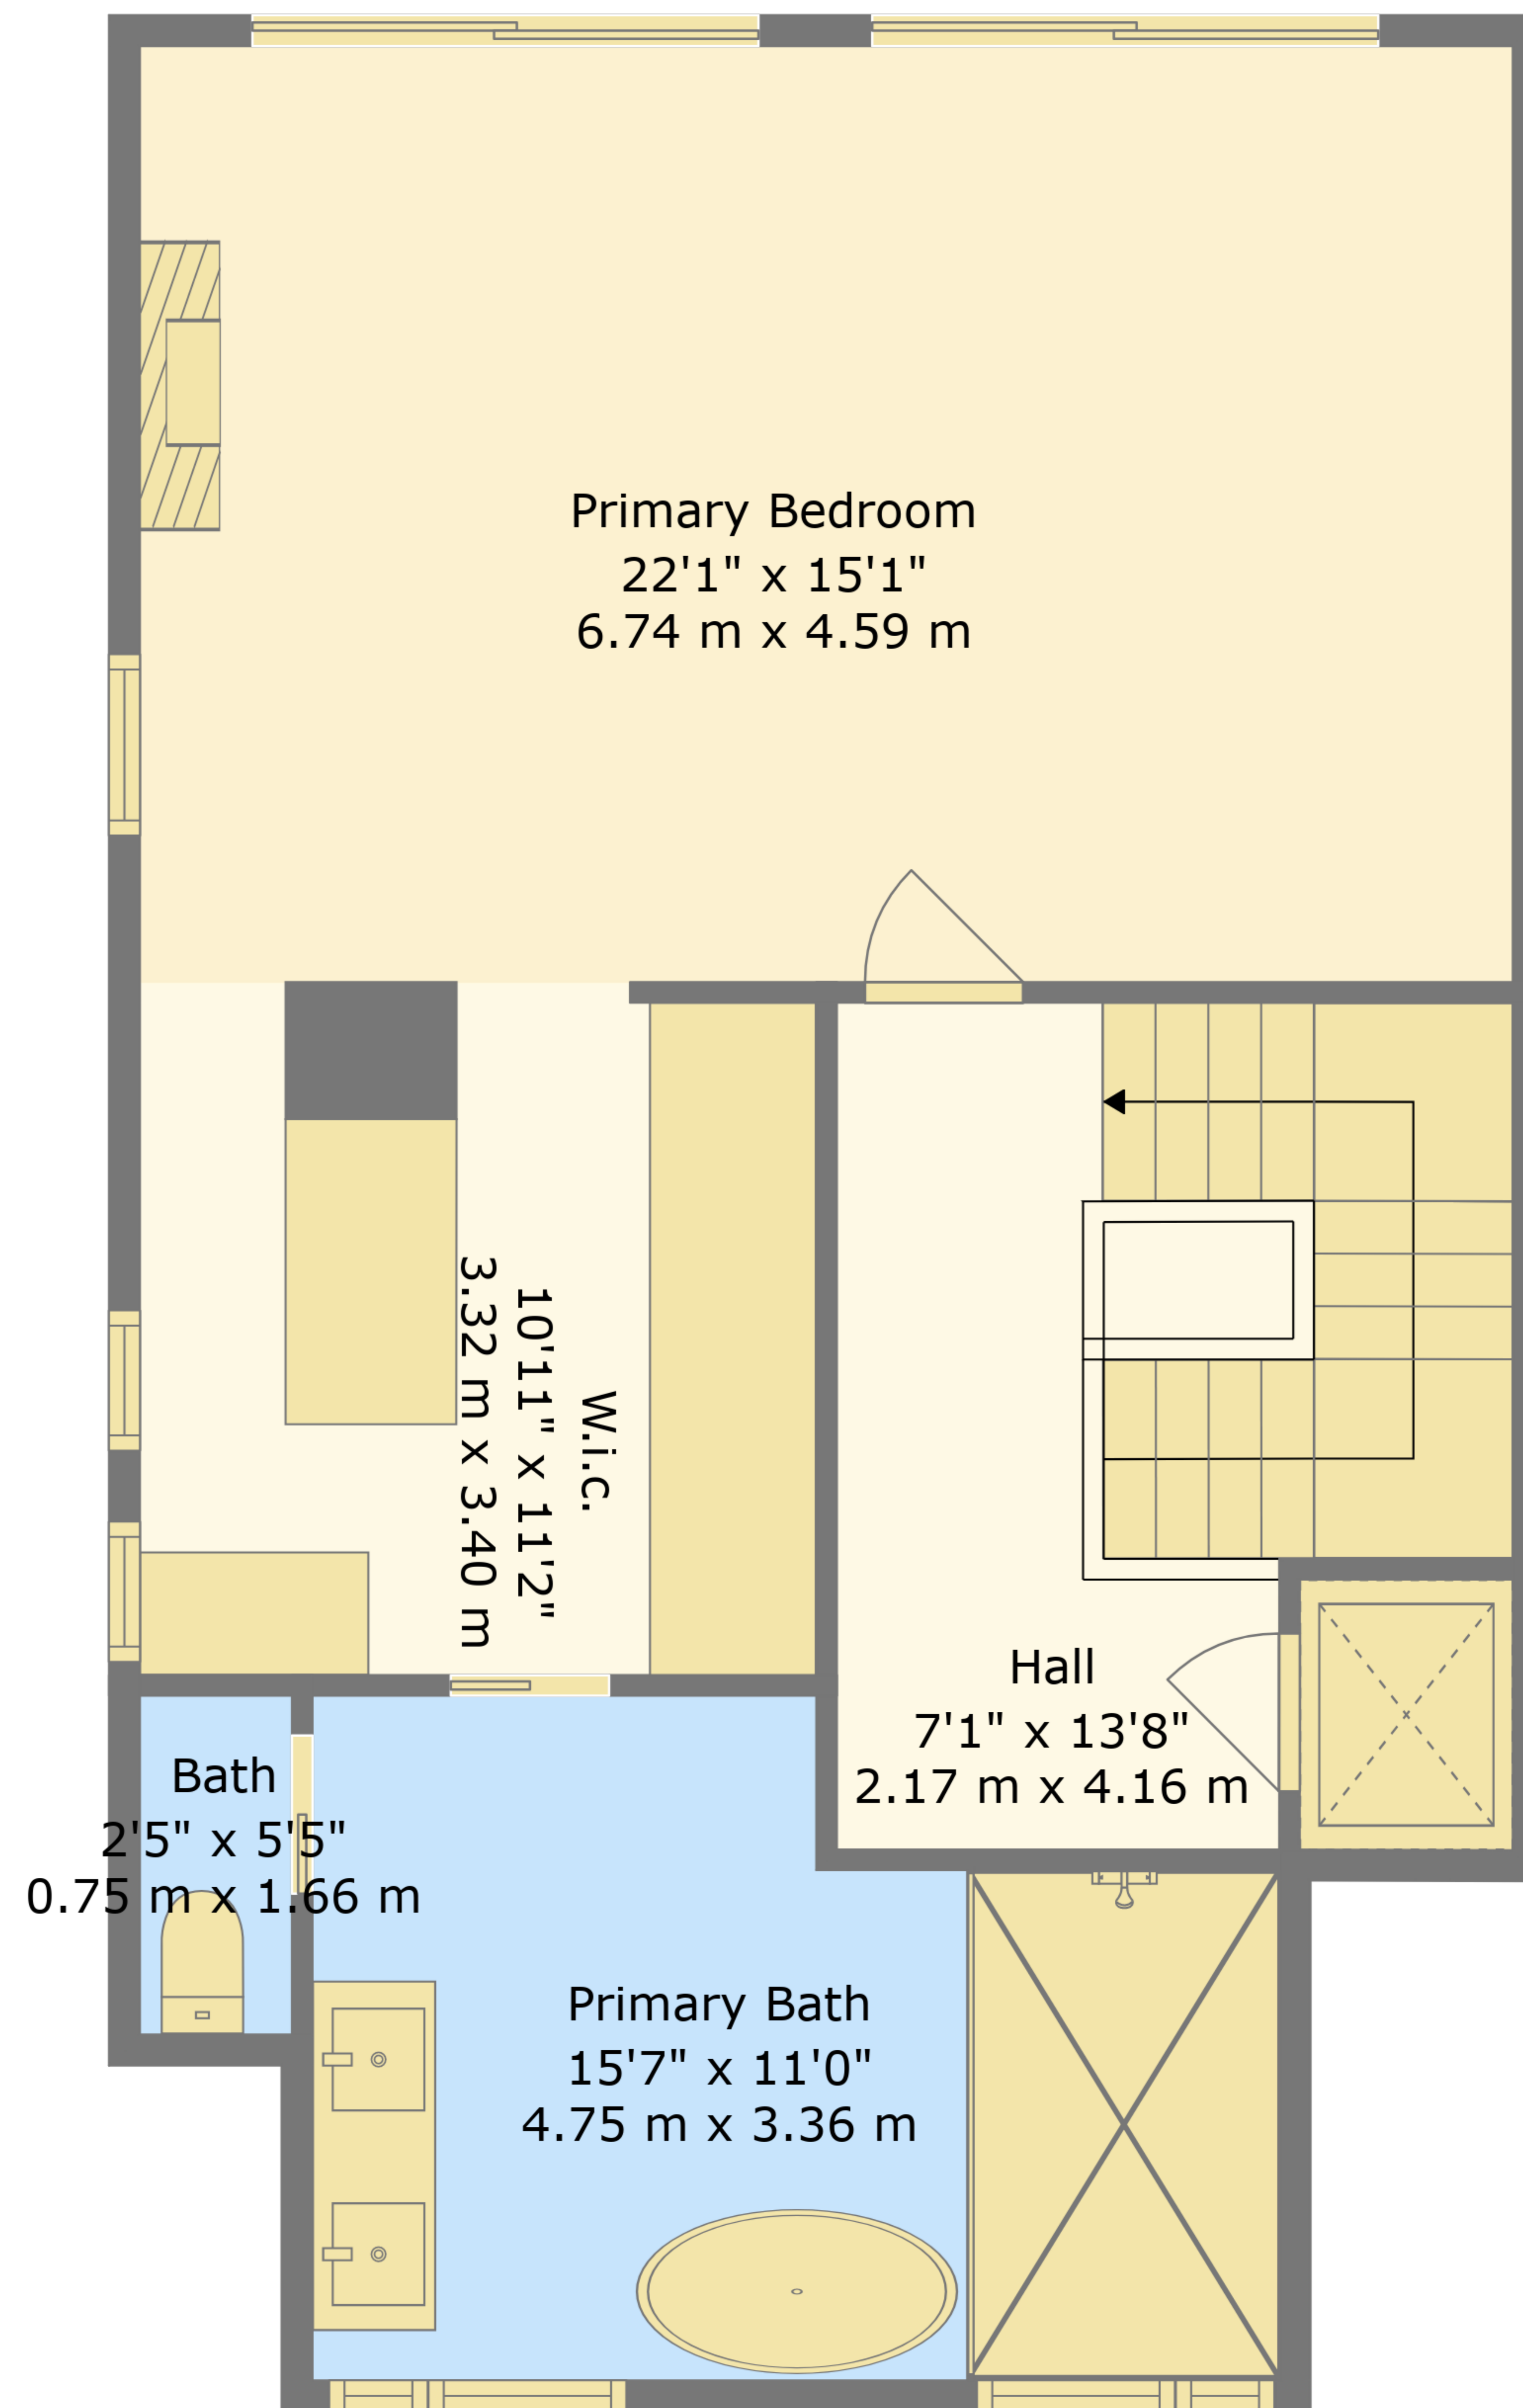 Primary Bedroom
22'1" x 15'1"
6.74 m x 4.59 m
W.i.c.
10'11" x 11'2"
3.32 m x 3.40 m
Hall
7'1" x 13'8"
2.17 m x 4.16 m
Bath
2'5" x 5'5"
0.75 m x 1.66 m
Primary Bath
15'7" x 11'0"
4.75 m x 3.36 m